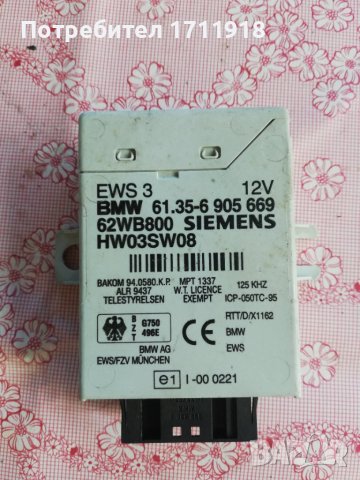 Потребител 1711918
EWS 3 12V
BMW 61.35-6 905 669
62WB800 SIEMENS
HW03SW08
BAKOM 94.0580.K.P. MPT 1337 125 KHZ
ALR 9437 W.T. LICENCE
TELESTYRELSEN EXEMPT ICP-050TC-95
RTT/D/X1162
B Z T G750 496E CE BMW
BMW AG EWS
EWS/FZV MÜNCHEN
e1 I-00 0221
BAZAR